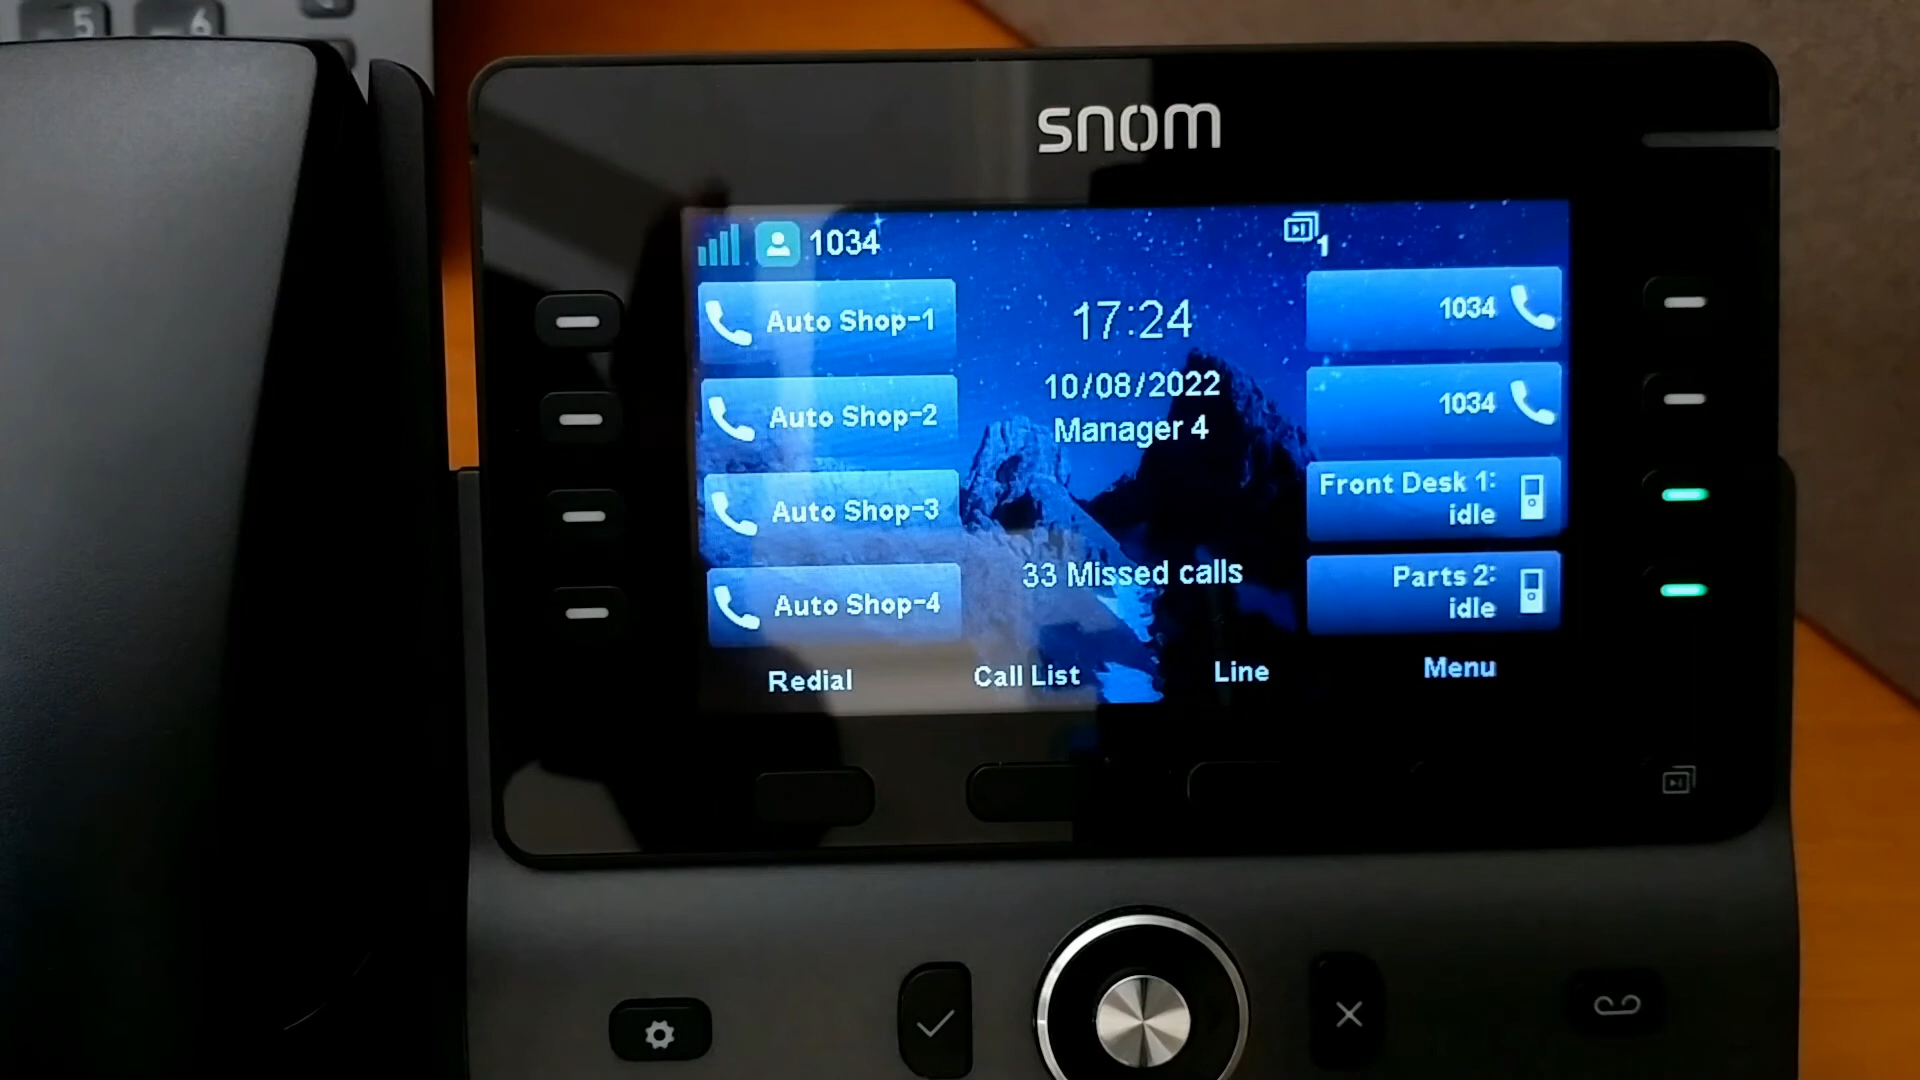 5
6
snom
1034
1
Auto Shop-1
17:24
1034
10/08/2022
Auto Shop-2
Manager 4
1034
Auto Shop-3
Front Desk 1:
idle
33 Missed calls
Auto Shop-4
Parts 2:
idle
Redial
Call List
Line
Menu